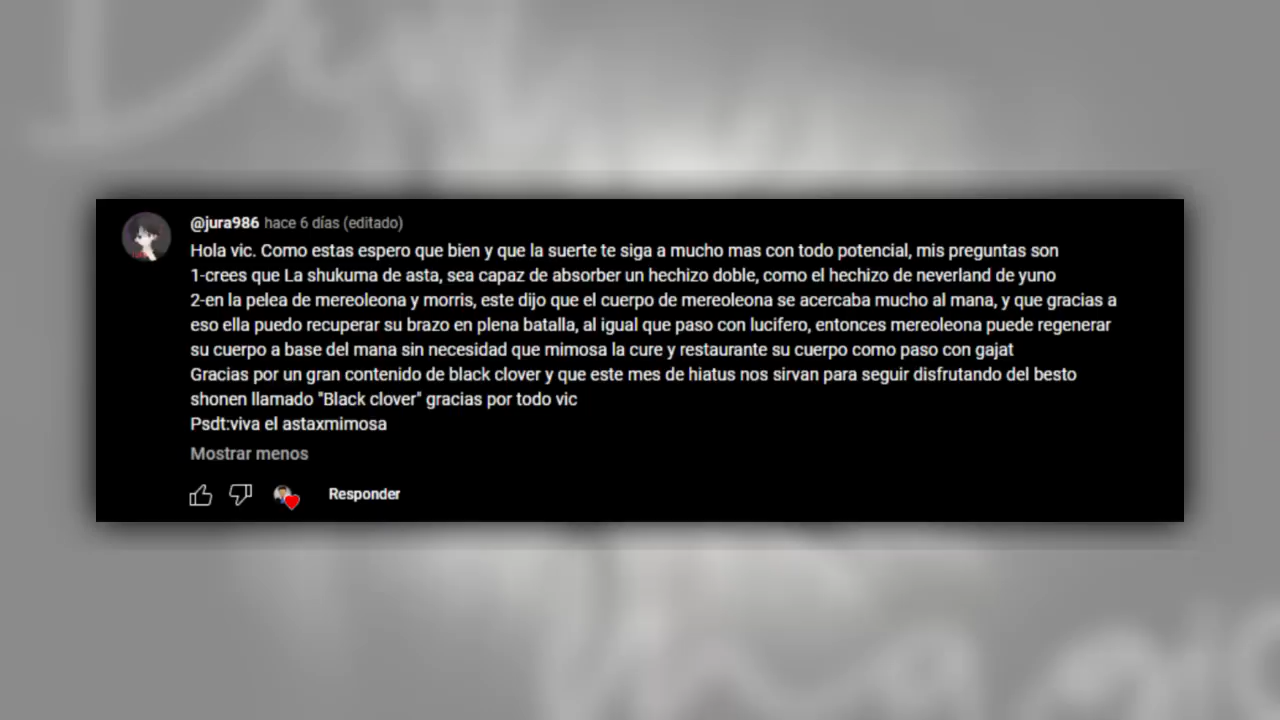 @jura986 hace 6 días (editado)
Hola vic. Como estas espero que bien y que la suerte te siga a mucho mas con todo potencial, mis preguntas son
1-crees que La shukuma de asta, sea capaz de absorber un hechizo doble, como el hechizo de neverland de yuno
2-en la pelea de mereoleona y morris, este dijo que el cuerpo de mereoleona se acercaba mucho al mana, y que gracias a
eso ella puedo recuperar su brazo en plena batalla, al igual que paso con lucifero, entonces mereoleona puede regenerar
su cuerpo a base del mana sin necesidad que mimosa la cure y restaurante su cuerpo como paso con gajat
Gracias por un gran contenido de black clover y que este mes de hiatus nos sirvan para seguir disfrutando del besto
shonen llamado "Black clover" gracias por todo vic
Psdt:viva el astaxmimosa
Mostrar menos
Responder